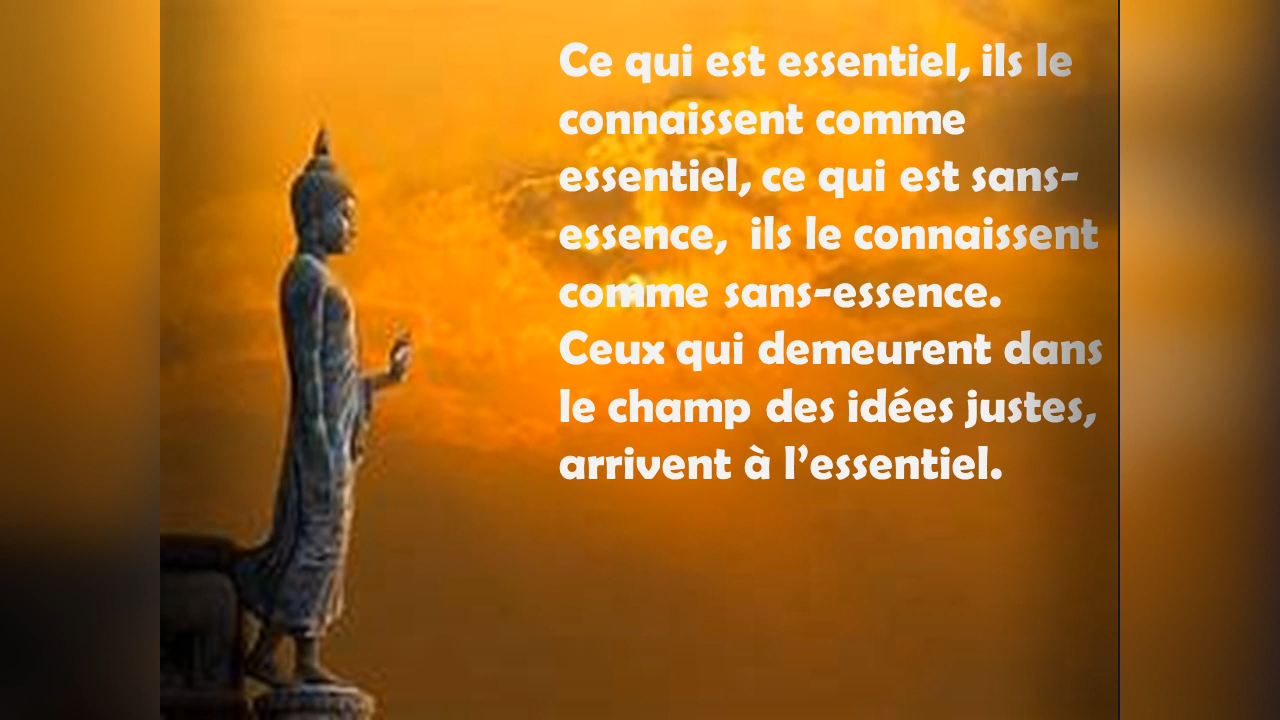 Ce qui est essentiel, ils le
connaissent comme
essentiel, ce qui est sans-
essence,  ils le connaissent
comme sans-essence.
Ceux qui demeurent dans
le champ des idées justes,
arrivent à l’essentiel.